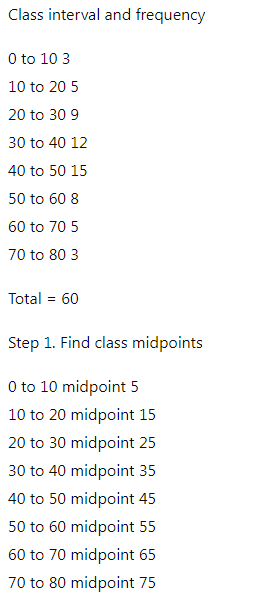 Class interval and frequency
0 to 10 3
10 to 20 5
20 to 30 9
30 to 40 12
40 to 50 15
50 to 60 8
60 to 70 5
70 to 80 3
Total = 60
Step 1. Find class midpoints
0 to 10 midpoint 5
10 to 20 midpoint 15
20 to 30 midpoint 25
30 to 40 midpoint 35
40 to 50 midpoint 45
50 to 60 midpoint 55
60 to 70 midpoint 65
70 to 80 midpoint 75